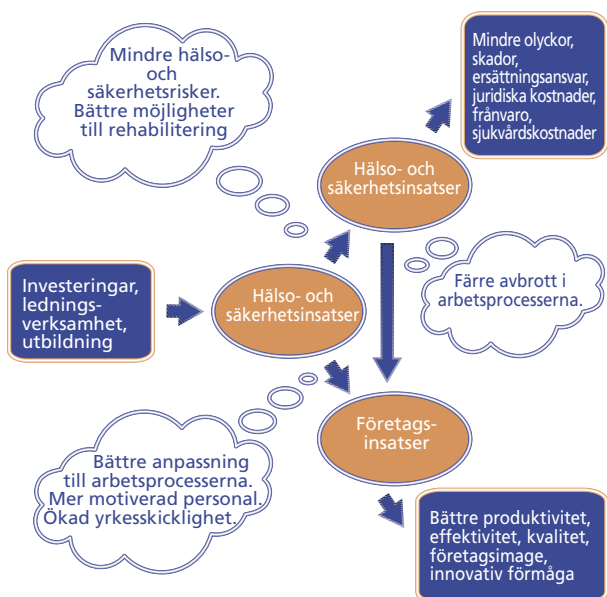 Mindre hälso-
och
säkerhetsrisker.
Bättre möjligheter
till rehabilitering
Mindre olyckor,
skador,
ersättningsansvar,
juridiska kostnader,
frånvaro,
sjukvårdskostnader
Hälso- och
säkerhetsinsatser
Investeringar,
lednings-
verksamhet,
utbildning
Hälso- och
säkerhetsinsatser
Färre avbrott i
arbetsprocesserna.
Företags-
insatser
Bättre anpassning
till arbetsprocesserna.
Mer motiverad personal.
Ökad yrkesskicklighet.
Bättre produktivitet,
effektivitet, kvalitet,
företagsimage,
innovativ förmåga